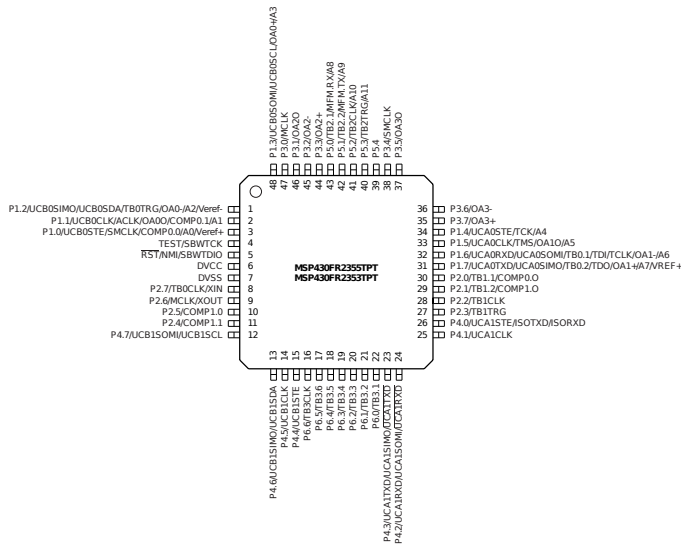 P1.3/UCB0SOMI/UCB0SCL/OA0+/A3
P3.0/MCLK
P3.1/OA2O
P3.2/OA2-
P3.3/OA2+
P5.0/TB2.1/MFM.RX/A8
P5.1/TB2.2/MFM.TX/A9
P5.2/TB2CLK/A10
P5.3/TB2TRG/A11
P5.4
P3.4/SMCLK
P3.5/OA3O
48 47 46 45 44 43 42 41 40 39 38 37
P1.2/UCB0SIMO/UCB0SDA/TB0TRG/OA0-/A2/Veref- 1
P1.1/UCB0CLK/ACLK/OA0O/COMP0.1/A1 2
P1.0/UCB0STE/SMCLK/COMP0.0/A0/Veref+ 3
TEST/SBWTCK 4
RST/NMI/SBWTDIO 5
DVCC 6
DVSS 7
P2.7/TB0CLK/XIN 8
P2.6/MCLK/XOUT 9
P2.5/COMP1.0 10
P2.4/COMP1.1 11
P4.7/UCB1SOMI/UCB1SCL 12
MSP430FR2355TPT
MSP430FR2353TPT
36 P3.6/OA3-
35 P3.7/OA3+
34 P1.4/UCA0STE/TCK/A4
33 P1.5/UCA0CLK/TMS/OA1O/A5
32 P1.6/UCA0RXD/UCA0SOMI/TB0.1/TDI/TCLK/OA1-/A6
31 P1.7/UCA0TXD/UCA0SIMO/TB0.2/TDO/OA1+/A7/VREF+
30 P2.0/TB1.1/COMP0.O
29 P2.1/TB1.2/COMP1.O
28 P2.2/TB1CLK
27 P2.3/TB1TRG
26 P4.0/UCA1STE/ISOTXD/ISORXD
25 P4.1/UCA1CLK
13 14 15 16 17 18 19 20 21 22 23 24
P4.6/UCB1SIMO/UCB1SDA
P4.5/UCB1CLK
P4.4/UCB1STE
P6.6/TB3CLK
P6.5/TB3.6
P6.4/TB3.5
P6.3/TB3.4
P6.2/TB3.3
P6.1/TB3.2
P6.0/TB3.1
P4.3/UCA1TXD/UCA1SIMO/UCA1TXD
P4.2/UCA1RXD/UCA1SOMI/UCA1RXD